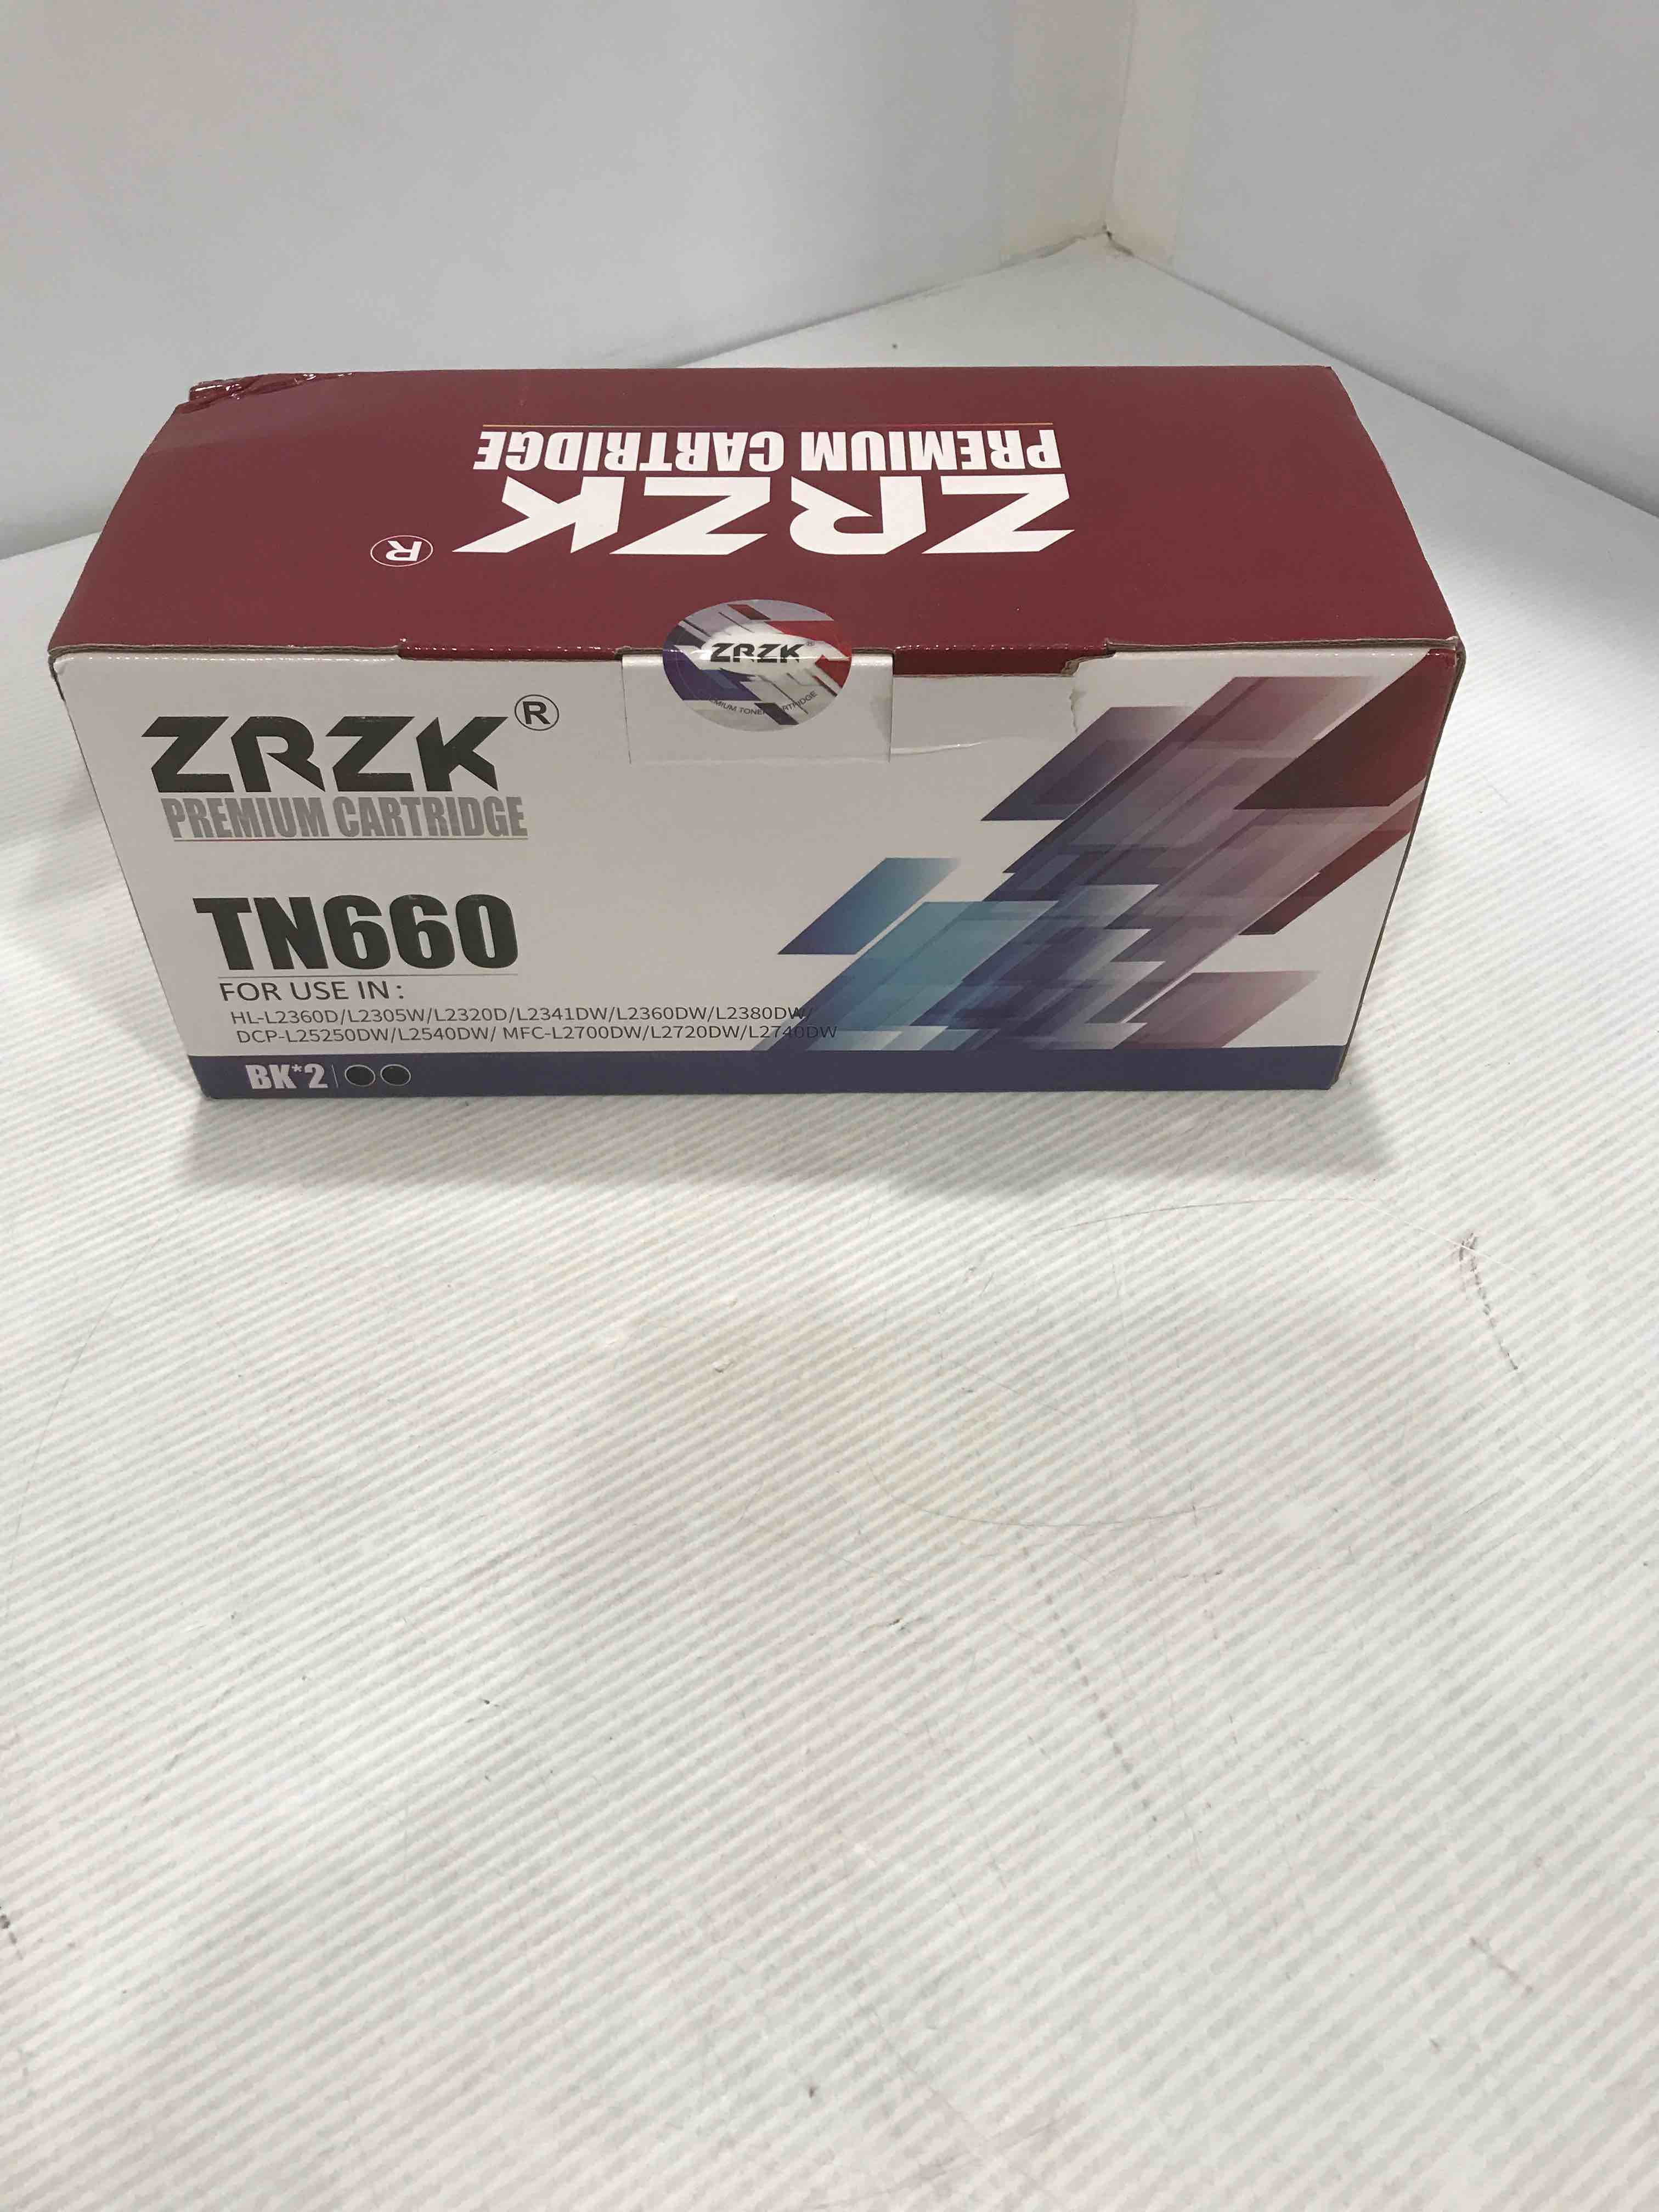 PREMIUM CARTRIDGE
ZRZK®
ZRZK
ZRZK®
PREMIUM CARTRIDGE
TN660
FOR USE IN :
HL-L2360D/L2305W/L2320D/L2341DW/L2360DW/L2380DW/
DCP-L25250DW/L2540DW/ MFC-L2700DW/L2720DW/L2740DW
BK*2